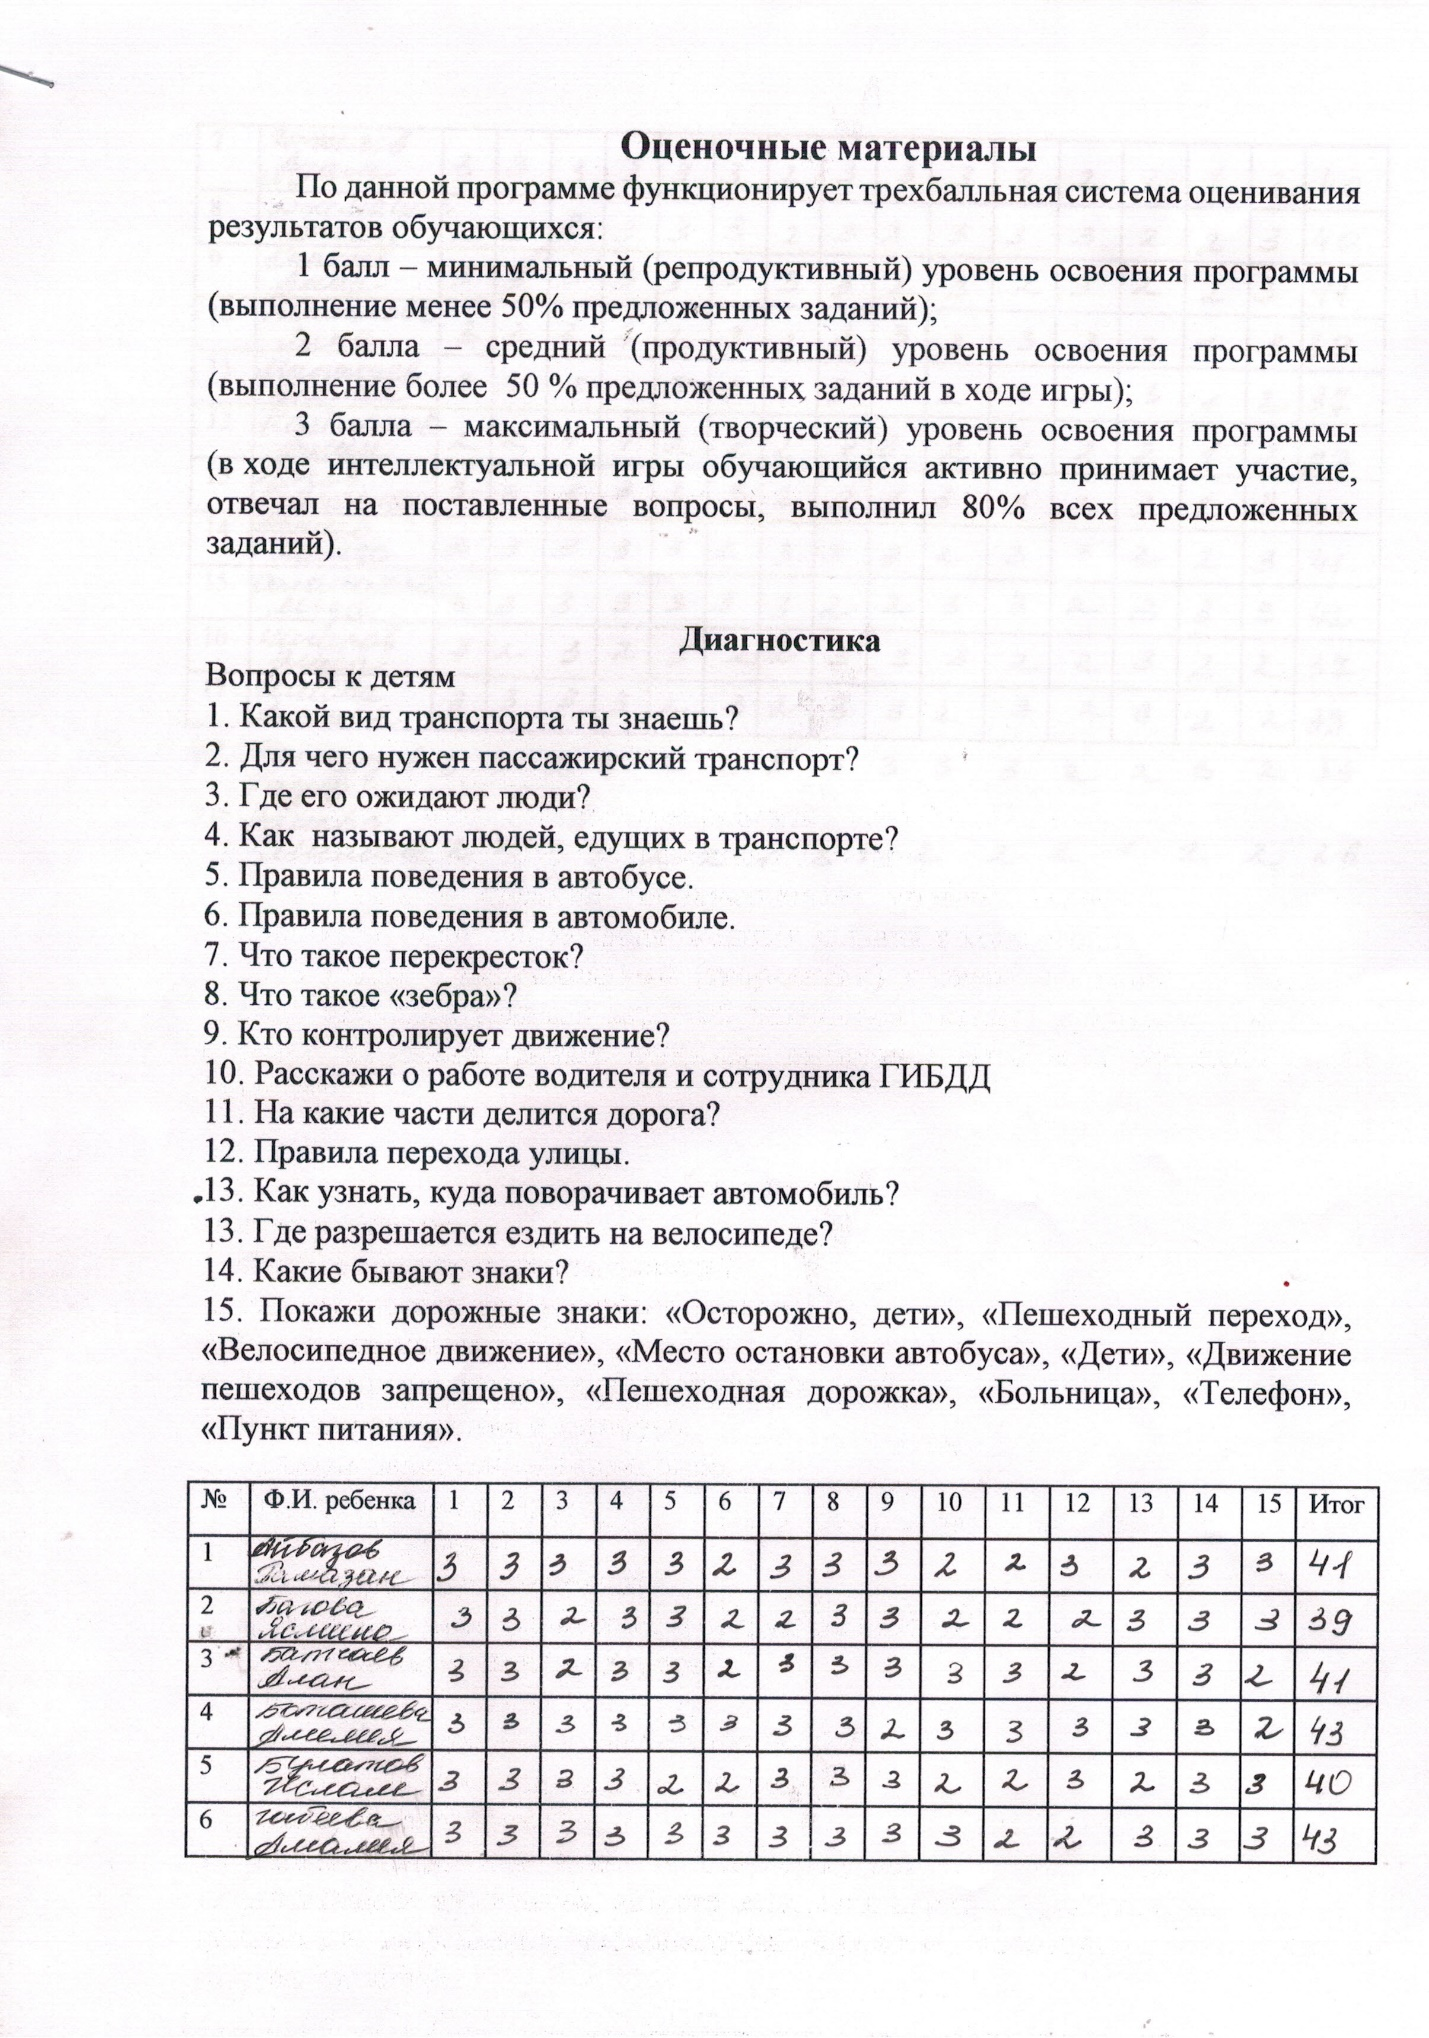 Оценочные материалы
По данной программе функционирует трехбалльная система оценивания
результатов обучающихся:
1 балл – минимальный (репродуктивный) уровень освоения программы
(выполнение менее 50% предложенных заданий);
2 балла – средний (продуктивный) уровень освоения программы
(выполнение более 50 % предложенных заданий в ходе игры);
3 балла – максимальный (творческий) уровень освоения программы
(в ходе интеллектуальной игры обучающийся активно принимает участие,
отвечал на поставленные вопросы, выполнил 80% всех предложенных
заданий).
Диагностика
Вопросы к детям
1. Какой вид транспорта ты знаешь?
2. Для чего нужен пассажирский транспорт?
3. Где его ожидают люди?
4. Как называют людей, едущих в транспорте?
5. Правила поведения в автобусе.
6. Правила поведения в автомобиле.
7. Что такое перекресток?
8. Что такое «зебра»?
9. Кто контролирует движение?
10. Расскажи о работе водителя и сотрудника ГИБДД
11. На какие части делится дорога?
12. Правила перехода улицы.
13. Как узнать, куда поворачивает автомобиль?
13. Где разрешается ездить на велосипеде?
14. Какие бывают знаки?
15. Покажи дорожные знаки: «Осторожно, дети», «Пешеходный переход»,
«Велосипедное движение», «Место остановки автобуса», «Дети», «Движение
пешеходов запрещено», «Пешеходная дорожка», «Больница», «Телефон»,
«Пункт питания».
№ Ф.И. ребенка 1 2 3 4 5 6 7 8 9 10 11 12 13 14 15 Итог
1 Айбазов Рамазан 3 3 3 3 3 2 3 3 3 2 2 3 2 3 3 41
2 Багова Ясмина 3 3 2 3 3 2 2 3 3 2 2 2 3 3 3 39
3 Батчаев Алан 3 3 2 3 3 2 3 3 3 3 3 2 3 3 2 41
4 Боташева Амелия 3 3 3 3 3 3 3 3 2 3 3 3 3 3 2 43
5 Булатов Ислам 3 3 3 3 2 2 3 3 3 2 2 3 2 3 3 40
6 Амалия 3 3 3 3 3 3 3 3 3 3 2 2 3 3 3 43